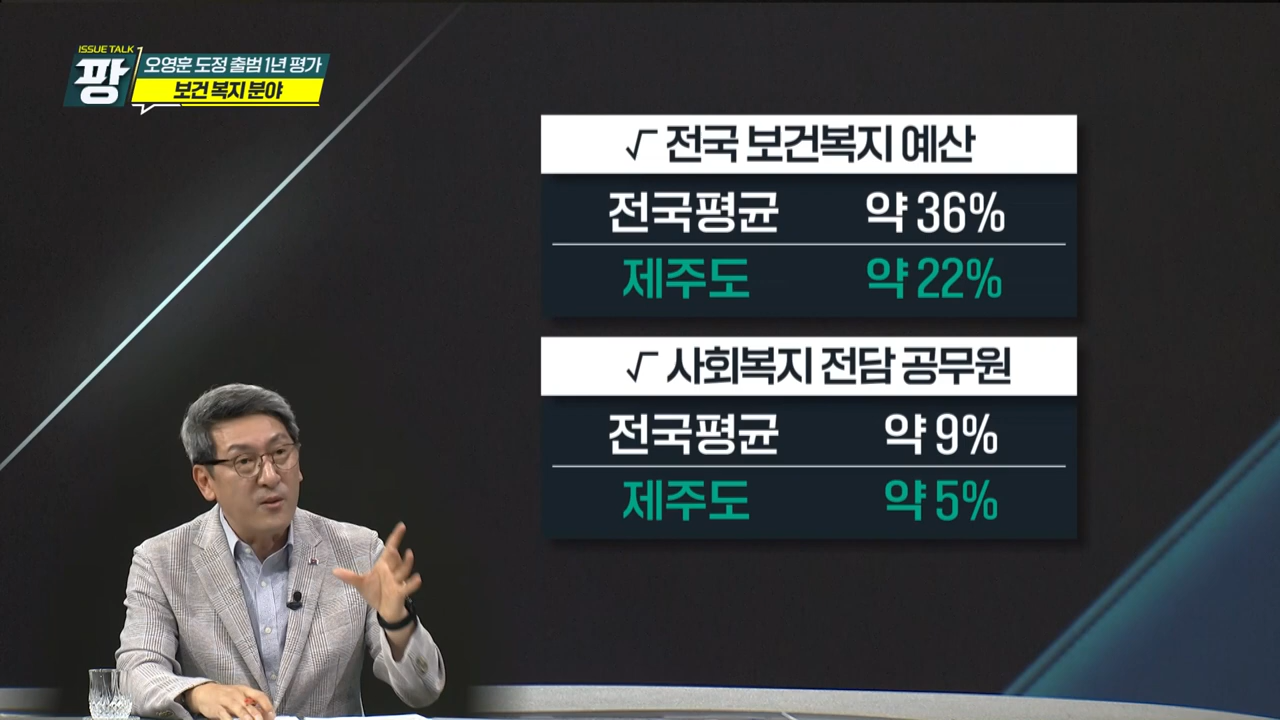 ISSUE TALK
팡
오영훈 도정 출범 1년 평가
보건 복지 분야
√ 전국 보건복지 예산
전국평균 약 36%
제주도 약 22%
√ 사회복지 전담 공무원
전국평균 약 9%
제주도 약 5%